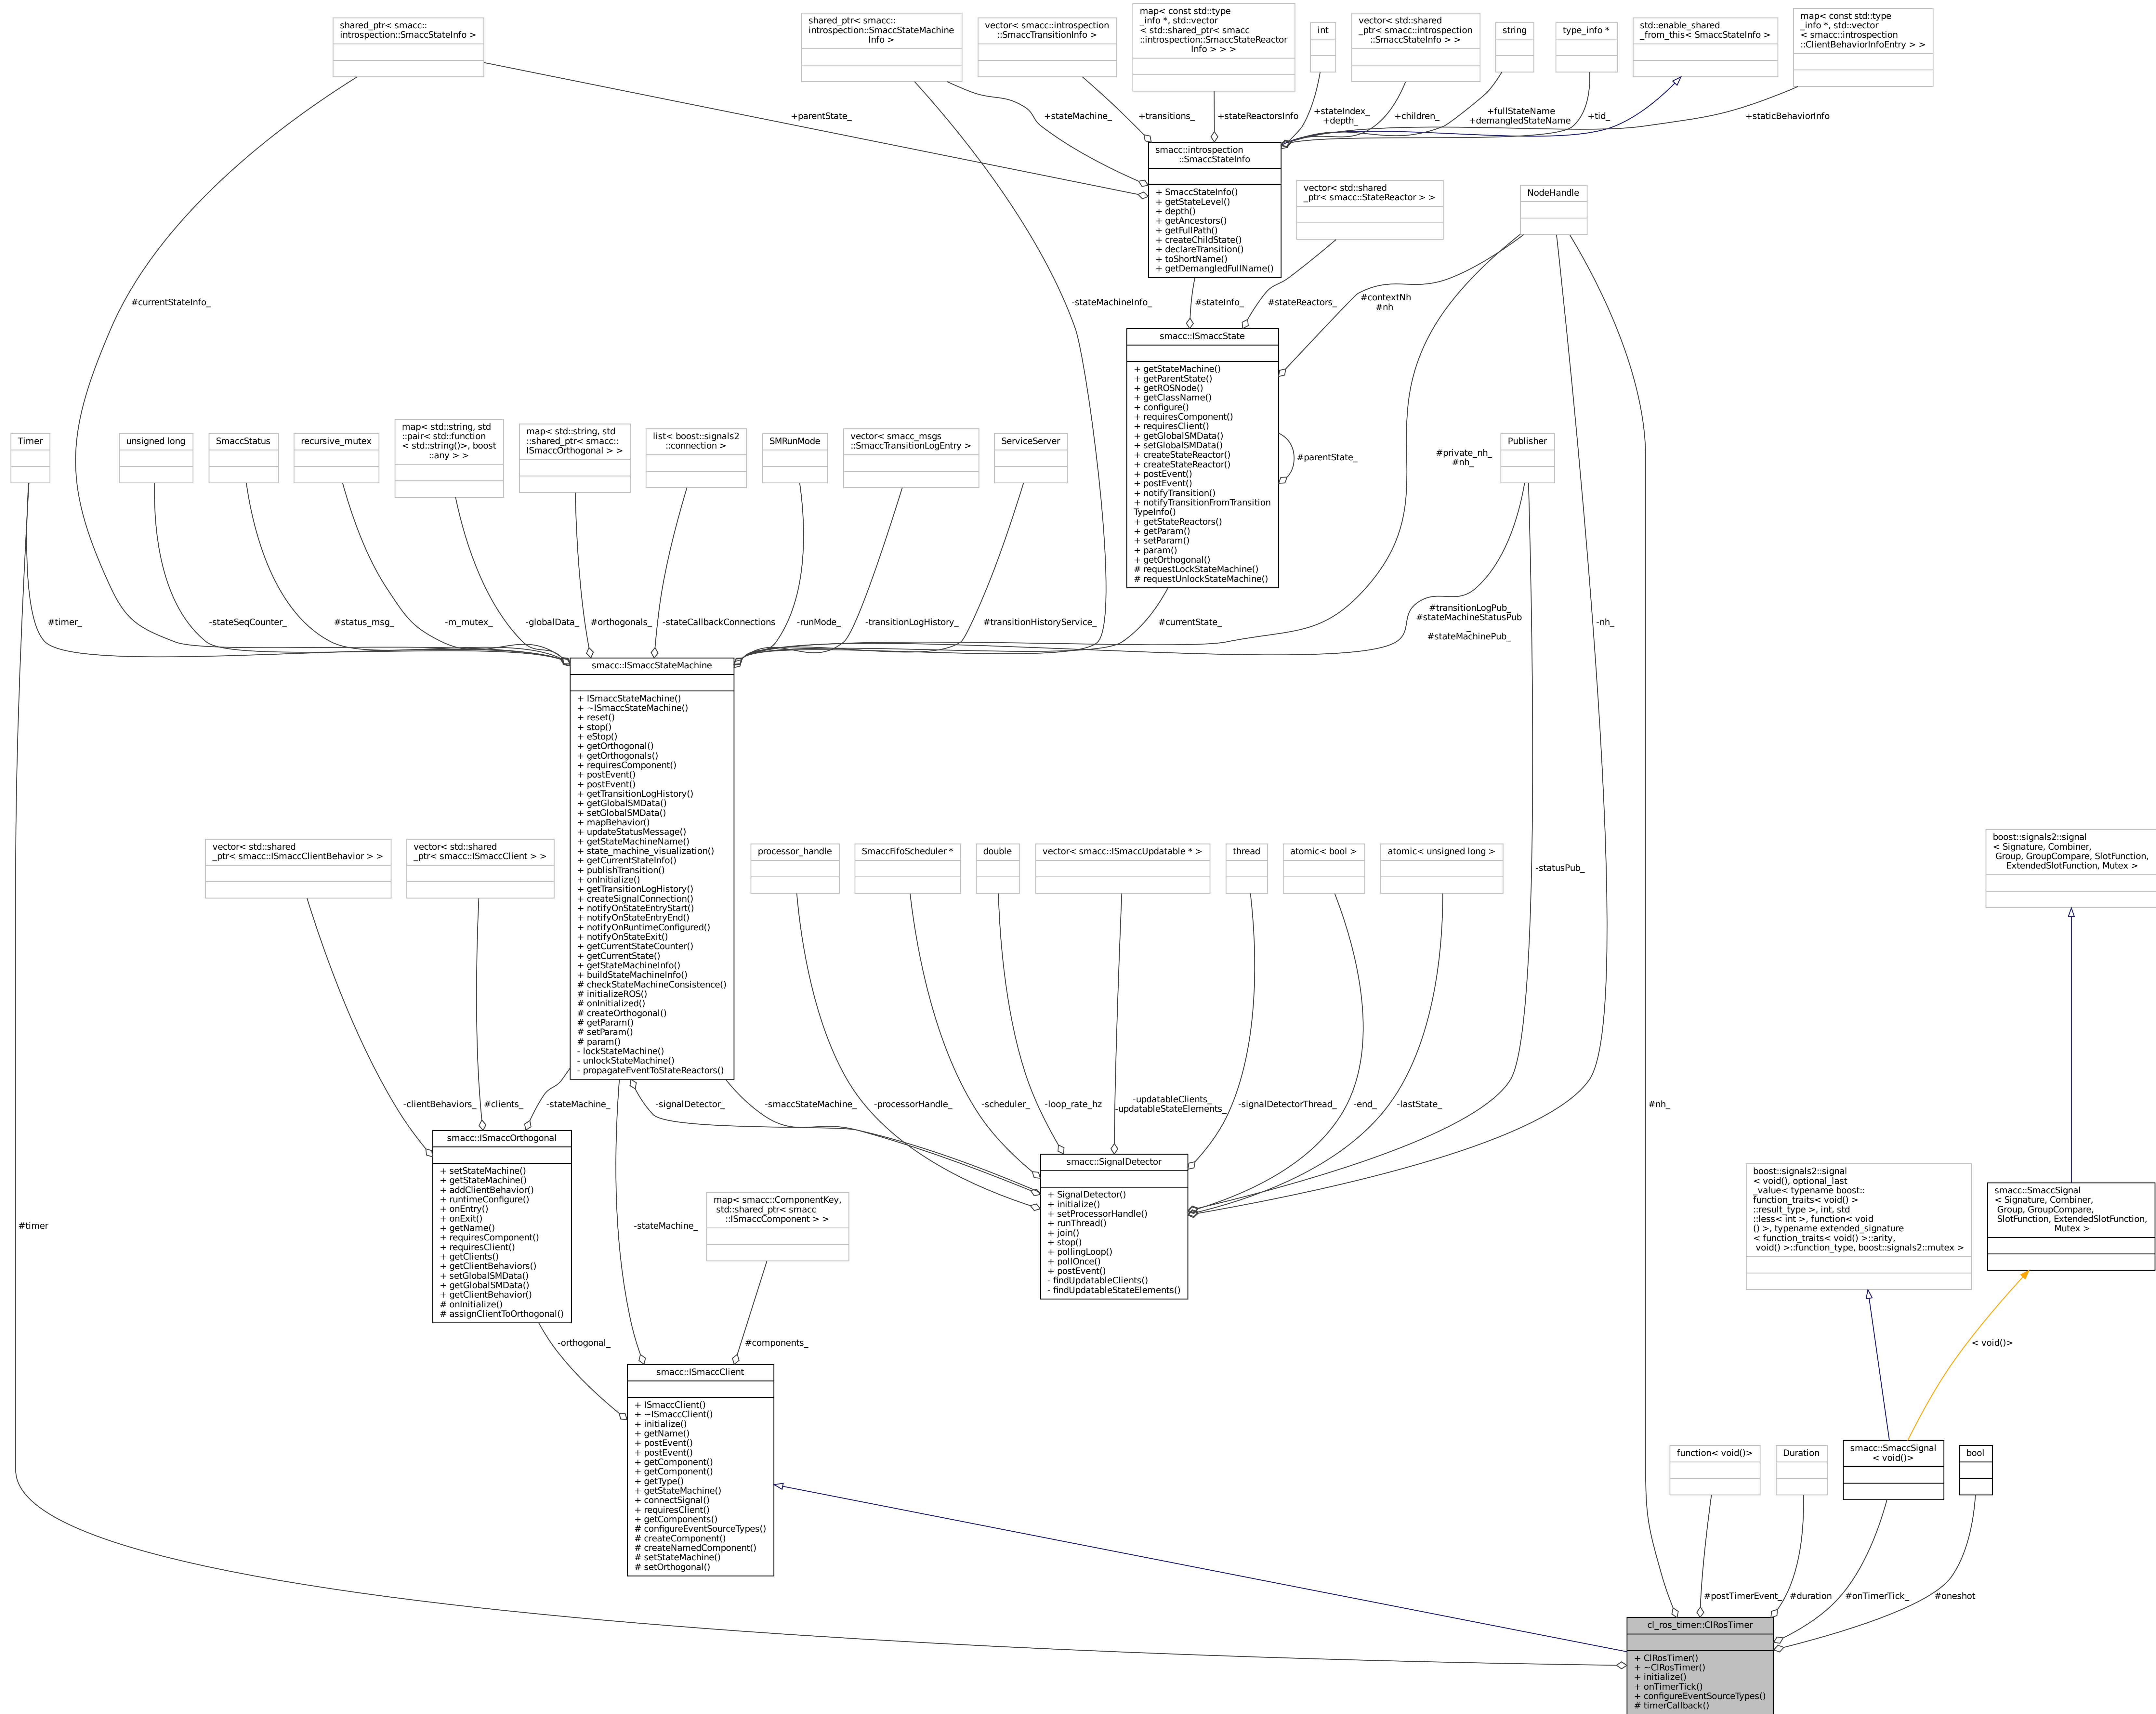 shared_ptr< smacc::
introspection::SmaccStateInfo >
shared_ptr< smacc::
introspection::SmaccStateMachine
Info >
vector< smacc::introspection
::SmaccTransitionInfo >
map< const std::type
_info *, std::vector
< std::shared_ptr< smacc
::introspection::SmaccStateReactor
Info > > >
int
vector< std::shared
_ptr< smacc::introspection
::SmaccStateInfo > >
string
type_info *
std::enable_shared
_from_this< SmaccStateInfo >
map< const std::type
_info *, std::vector
< smacc::introspection
::ClientBehaviorInfoEntry > >
+parentState_
+stateMachine_
+transitions_
+stateReactorsInfo
+stateIndex_
+depth_
+children_
+fullStateName
+demangledStateName
+tid_
+staticBehaviorInfo
smacc::introspection
::SmaccStateInfo
+ SmaccStateInfo()
+ getStateLevel()
+ depth()
+ getAncestors()
+ getFullPath()
+ createChildState()
+ declareTransition()
+ toShortName()
+ getDemangledFullName()
vector< std::shared
_ptr< smacc::StateReactor > >
NodeHandle
#currentStateInfo_
-stateMachineInfo_
#stateInfo_
#stateReactors_
#contextNh
#nh
smacc::ISmaccState
+ getStateMachine()
+ getParentState()
+ getROSNode()
+ getClassName()
+ configure()
+ requiresComponent()
+ requiresClient()
+ getGlobalSMData()
+ setGlobalSMData()
+ createStateReactor()
+ createStateReactor()
+ postEvent()
+ postEvent()
+ notifyTransition()
+ notifyTransitionFromTransition
TypeInfo()
+ getStateReactors()
+ getParam()
+ setParam()
+ param()
+ getOrthogonal()
# requestLockStateMachine()
# requestUnlockStateMachine()
#parentState_
#private_nh_
#nh_
Timer
unsigned long
SmaccStatus
recursive_mutex
map< std::string, std
::pair< std::function
< std::string()>, boost
::any > >
map< std::string, std
::shared_ptr< smacc::
ISmaccOrthogonal > >
list< boost::signals2
::connection >
SMRunMode
vector< smacc_msgs
::SmaccTransitionLogEntry >
ServiceServer
Publisher
#timer_
-stateSeqCounter_
#status_msg_
-m_mutex_
-globalData_
#orthogonals_
-stateCallbackConnections
-runMode_
-transitionLogHistory_
#transitionHistoryService_
#currentState_
#transitionLogPub_
#stateMachineStatusPub
_
#stateMachinePub_
-nh_
smacc::ISmaccStateMachine
+ ISmaccStateMachine()
+ ~ISmaccStateMachine()
+ reset()
+ stop()
+ eStop()
+ getOrthogonal()
+ getOrthogonals()
+ requiresComponent()
+ postEvent()
+ postEvent()
+ getTransitionLogHistory()
+ getGlobalSMData()
+ setGlobalSMData()
+ mapBehavior()
+ updateStatusMessage()
+ getStateMachineName()
+ state_machine_visualization()
+ getCurrentStateInfo()
+ publishTransition()
+ onInitialize()
+ getTransitionLogHistory()
+ createSignalConnection()
+ notifyOnStateEntryStart()
+ notifyOnStateEntryEnd()
+ notifyOnRuntimeConfigured()
+ notifyOnStateExit()
+ getCurrentStateCounter()
+ getCurrentState()
+ getStateMachineInfo()
+ buildStateMachineInfo()
# checkStateMachineConsistence()
# initializeROS()
# onInitialized()
# createOrthogonal()
# getParam()
# setParam()
# param()
- lockStateMachine()
- unlockStateMachine()
- propagateEventToStateReactors()
vector< std::shared
_ptr< smacc::ISmaccClientBehavior > >
vector< std::shared
_ptr< smacc::ISmaccClient > >
processor_handle
SmaccFifoScheduler *
double
vector< smacc::ISmaccUpdatable * >
thread
atomic< bool >
atomic< unsigned long >
-statusPub_
boost::signals2::signal
< Signature, Combiner,
Group, GroupCompare, SlotFunction,
ExtendedSlotFunction, Mutex >
-clientBehaviors_
#clients_
-stateMachine_
-signalDetector_
-smaccStateMachine_
-processorHandle_
-scheduler_
-loop_rate_hz
-updatableClients_
-updatableStateElements_
-signalDetectorThread_
-end_
-lastState_
#nh_
smacc::ISmaccOrthogonal
+ setStateMachine()
+ getStateMachine()
+ addClientBehavior()
+ runtimeConfigure()
+ onEntry()
+ onExit()
+ getName()
+ requiresComponent()
+ requiresClient()
+ getClients()
+ getClientBehaviors()
+ setGlobalSMData()
+ getGlobalSMData()
+ getClientBehavior()
# onInitialize()
# assignClientToOrthogonal()
smacc::SignalDetector
+ SignalDetector()
+ initialize()
+ setProcessorHandle()
+ runThread()
+ join()
+ stop()
+ pollingLoop()
+ pollOnce()
+ postEvent()
- findUpdatableClients()
- findUpdatableStateElements()
map< smacc::ComponentKey,
std::shared_ptr< smacc
::ISmaccComponent > >
boost::signals2::signal
< void(), optional_last
_value< typename boost::
function_traits< void() >
::result_type >, int, std
::less< int >, function< void
() >, typename extended_signature
< function_traits< void() >::arity,
void() >::function_type, boost::signals2::mutex >
smacc::SmaccSignal
< Signature, Combiner,
Group, GroupCompare,
SlotFunction, ExtendedSlotFunction,
Mutex >
#timer
-stateMachine_
-orthogonal_
#components_
< void()>
smacc::ISmaccClient
+ ISmaccClient()
+ ~ISmaccClient()
+ initialize()
+ getName()
+ postEvent()
+ postEvent()
+ getComponent()
+ getComponent()
+ getType()
+ getStateMachine()
+ connectSignal()
+ requiresClient()
+ getComponents()
# configureEventSourceTypes()
# createComponent()
# createNamedComponent()
# setStateMachine()
# setOrthogonal()
function< void()>
Duration
smacc::SmaccSignal
< void()>
bool
#postTimerEvent_
#duration
#onTimerTick_
#oneshot
cl_ros_timer::ClRosTimer
+ ClRosTimer()
+ ~ClRosTimer()
+ initialize()
+ onTimerTick()
+ configureEventSourceTypes()
# timerCallback()